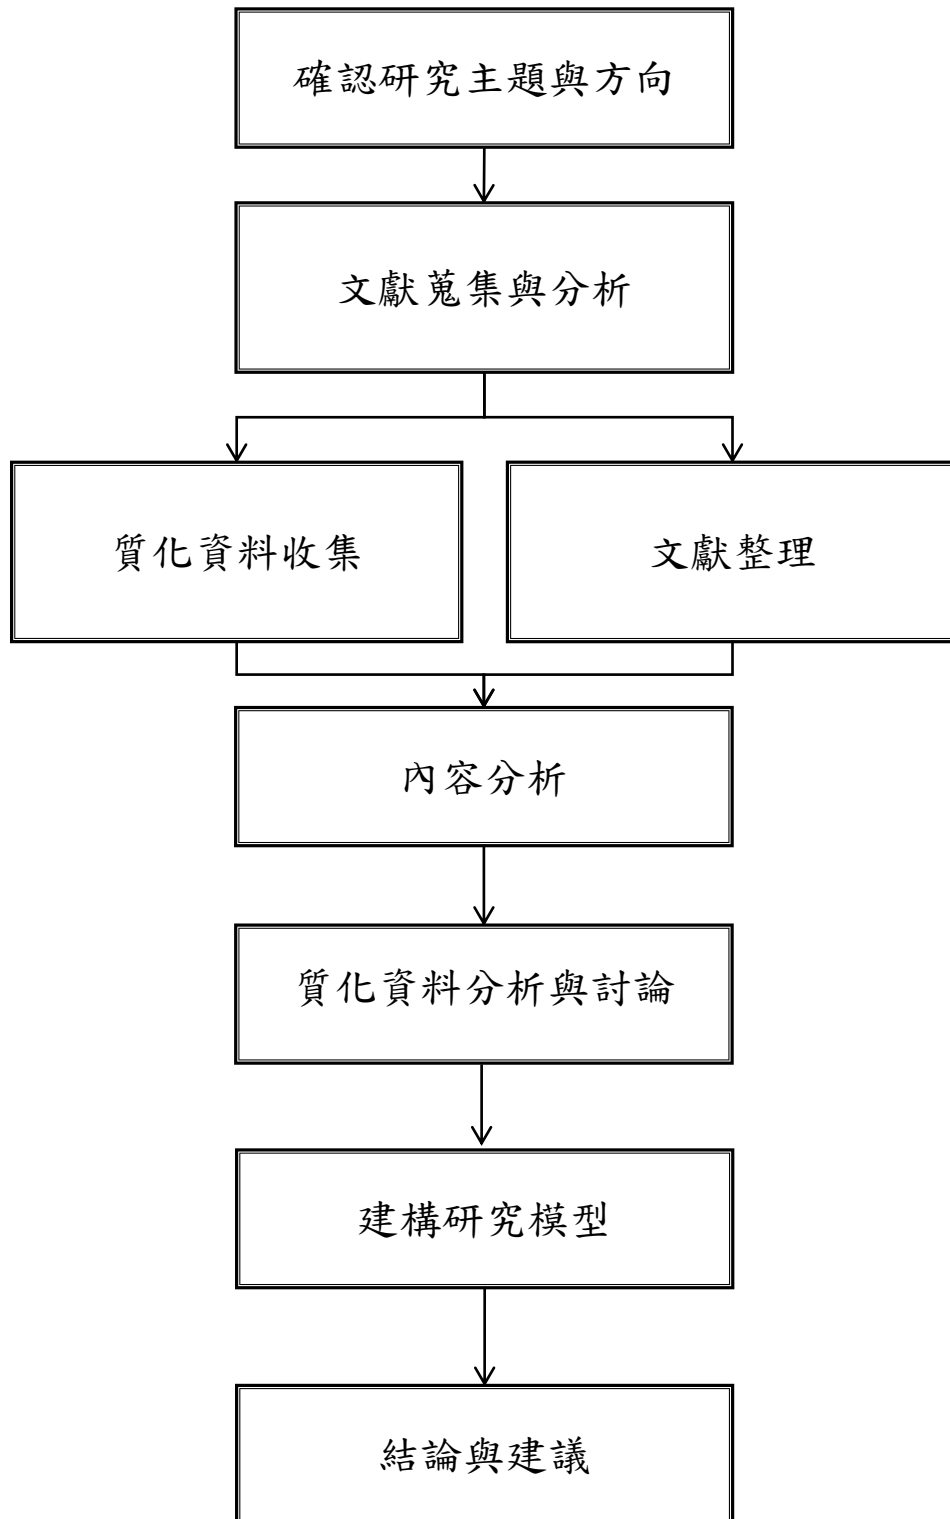 確認研究主題與方向
文獻蒐集與分析
質化資料收集
文獻整理
內容分析
質化資料分析與討論
建構研究模型
結論與建議